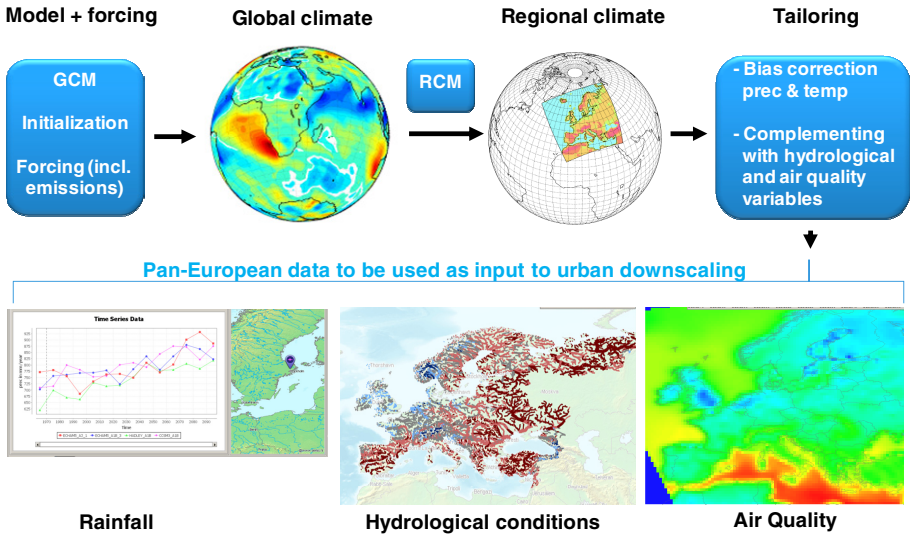 Model + forcing
Global climate
Regional climate
Tailoring
GCM
Initialization
Forcing (incl.
emissions)
RCM
- Bias correction
prec & temp
- Complementing
with hydrological
and air quality
variables
Pan-European data to be used as input to urban downscaling
Time Series Data
Time
Rainfall
Hydrological conditions
Air Quality